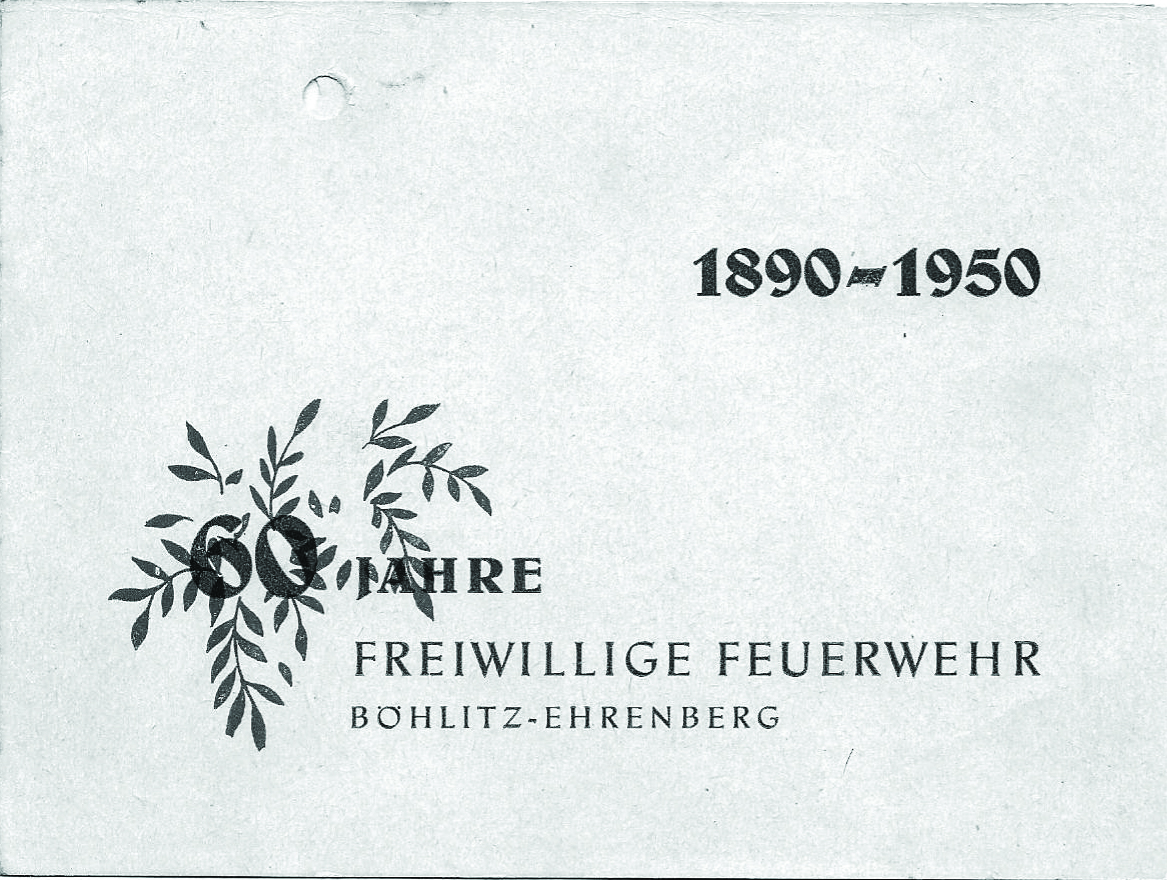 1890-1950
60 JAHRE
FREIWILLIGE FEUERWEHR
BÖHLITZ-EHRENBERG